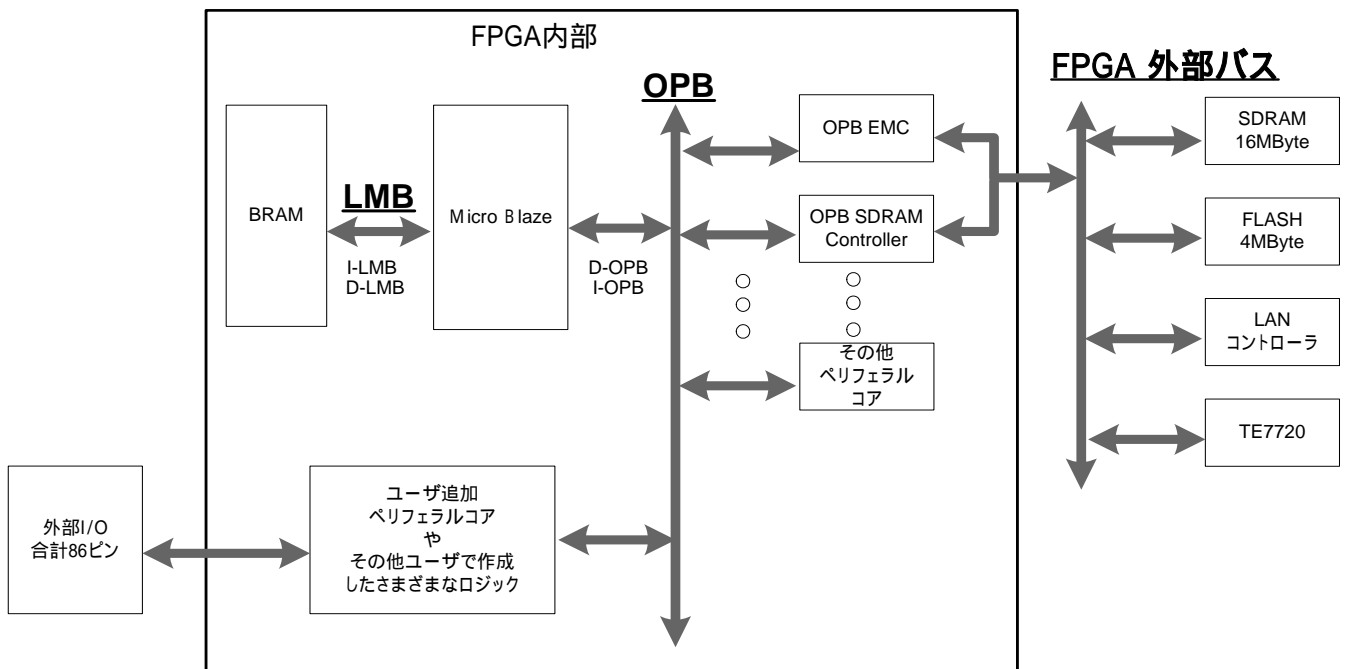 FPGA内部
FPGA 外部バス
OPB
BRAM
LMB
I-LMB
D-LMB
Micro Blaze
D-OPB
I-OPB
OPB EMC
OPB SDRAM
Controller
その他
ペリフェラル
コア
SDRAM
16MByte
FLASH
4MByte
LAN
コントローラ
TE7720
外部I/O
合計86ピン
ユーザ追加
ペリフェラルコア
や
その他ユーザで作成
したさまざまなロジック